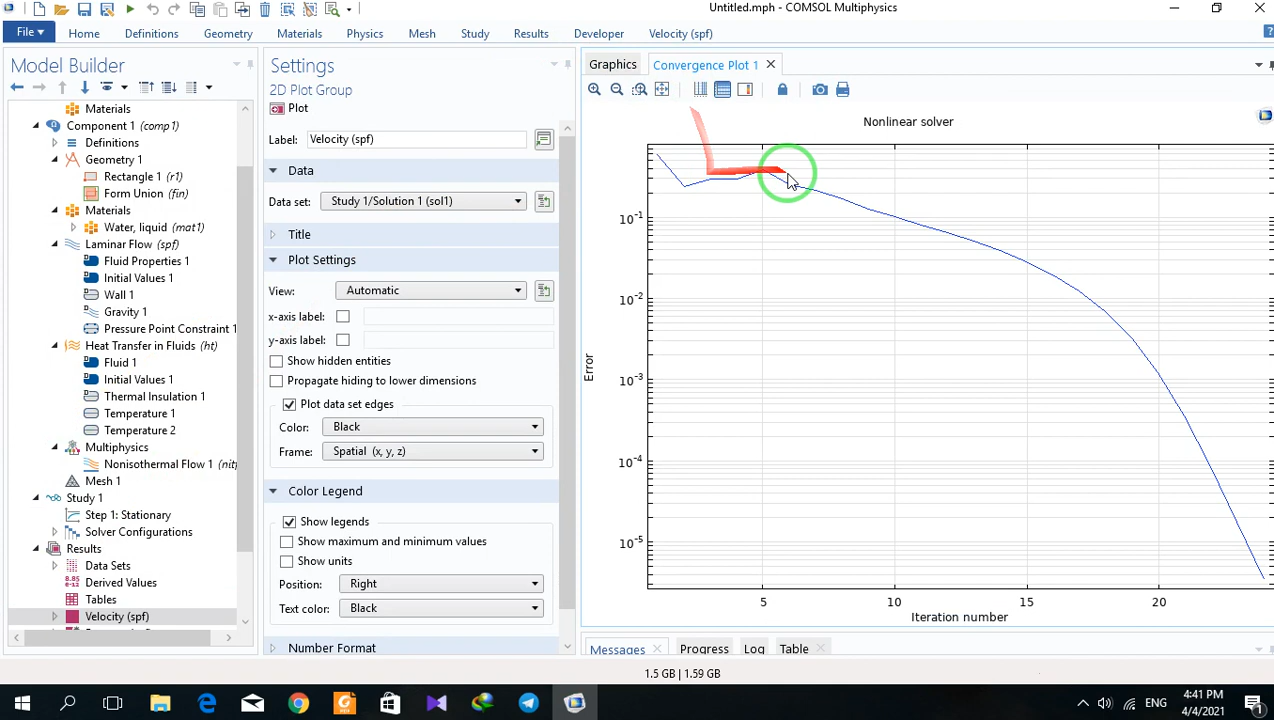 Untitled.mph - COMSOL Multiphysics
File
Home
Definitions
Geometry
Materials
Physics
Mesh
Study
Results
Developer
Velocity (spf)
Model Builder
Materials
Component 1 (comp1)
Definitions
Geometry 1
Rectangle 1 (r1)
Form Union (fin)
Materials
Water, liquid (mat1)
Laminar Flow (spf)
Fluid Properties 1
Initial Values 1
Wall 1
Gravity 1
Pressure Point Constraint 1
Heat Transfer in Fluids (ht)
Fluid 1
Initial Values 1
Thermal Insulation 1
Temperature 1
Temperature 2
Multiphysics
Nonisothermal Flow 1 (nitf
Mesh 1
Study 1
Step 1: Stationary
Solver Configurations
Results
Data Sets
8.85
e-12
Derived Values
Tables
Velocity (spf)
Settings
2D Plot Group
Plot
Label: Velocity (spf)
Data
Data set: Study 1/Solution 1 (sol1)
Title
Plot Settings
View: Automatic
x-axis label:
y-axis label:
Show hidden entities
Propagate hiding to lower dimensions
Plot data set edges
Color: Black
Frame: Spatial (x, y, z)
Color Legend
Show legends
Show maximum and minimum values
Show units
Position: Right
Text color: Black
Number Format
Graphics
Convergence Plot 1
Nonlinear solver
10-1
10-2
10-3
10-4
10-5
Error
5 10 15 20
Iteration number
Messages
Progress
Log
Table
1.5 GB | 1.59 GB
ENG
4:41 PM
4/4/2021
1